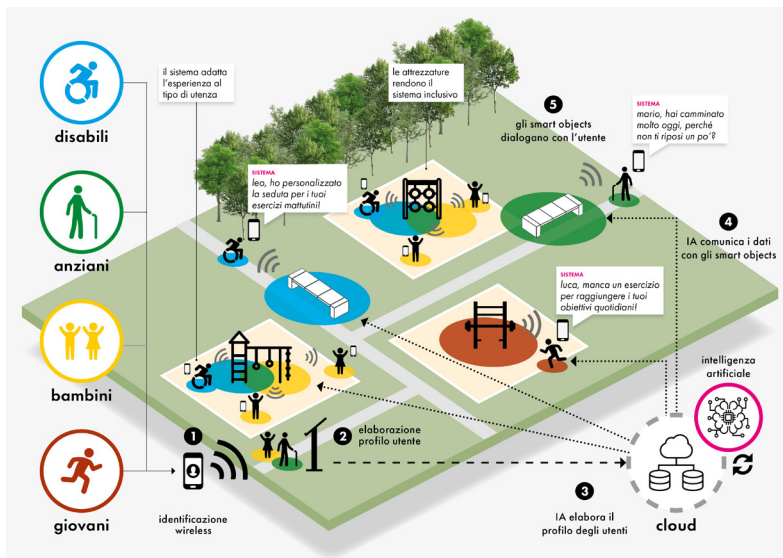 disabili
anziani
bambini
giovani
il sistema adatta
l'esperienza al
tipo di utenza
le attrezzature
rendono il
sistema inclusivo
5
gli smart objects
dialogano con l'utente
SISTEMA
mario, hai camminato
molto oggi, perché
non ti riposi un po'?
SISTEMA
leo, ho personalizzato
la seduta per i tuoi
esercizi mattutini!
4
IA comunica i dati
con gli smart objects
SISTEMA
luca, manca un esercizio
per raggiungere i tuoi
obiettivi quotidiani!
intelligenza
artificiale
1
identificazione
wireless
2
elaborazione
profilo utente
3
IA elabora il
profilo degli utenti
cloud